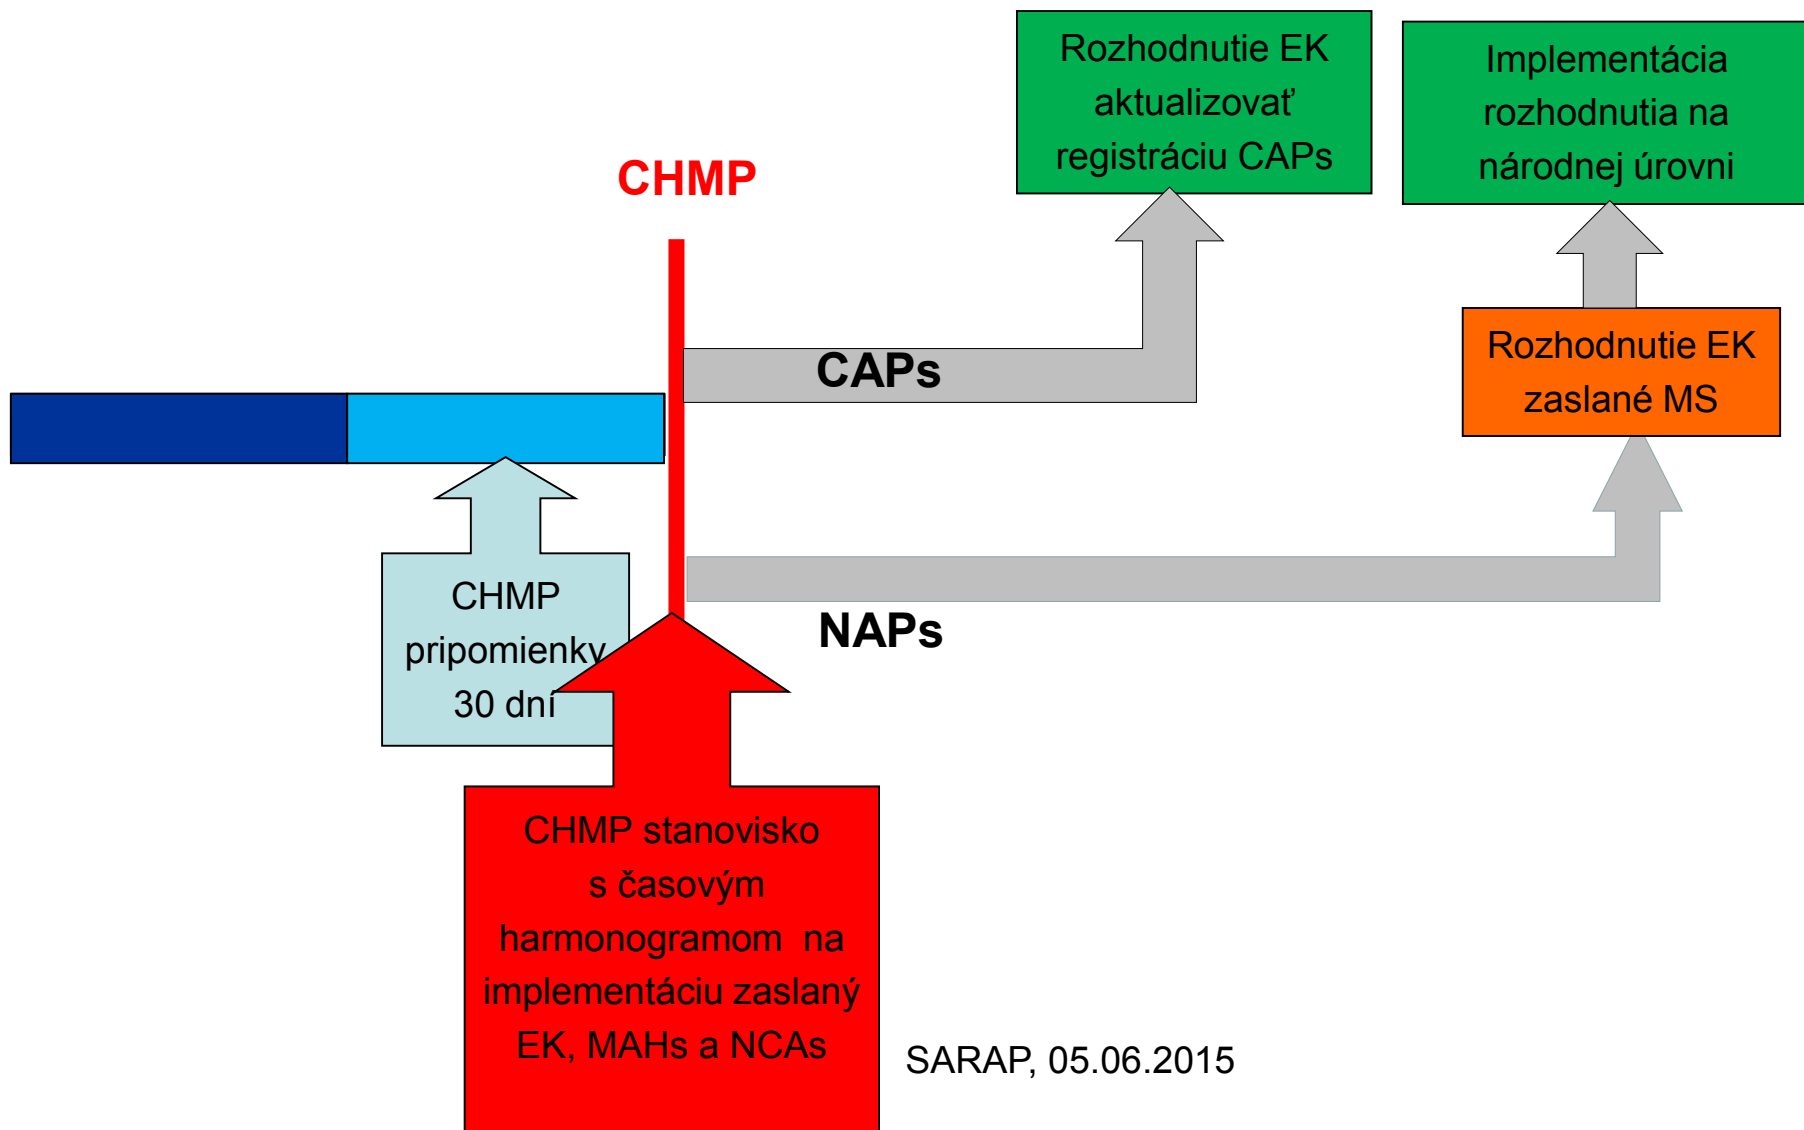 Rozhodnutie EK
aktualizovať
registráciu CAPs
Implementácia
rozhodnutia na
národnej úrovni
CHMP
Rozhodnutie EK
zaslané MS
CAPs
CHMP
pripomienky
30 dní
NAPs
CHMP stanovisko
s časovým
harmonogramom na
implementáciu zaslaný
EK, MAHs a NCAs
SARAP, 05.06.2015